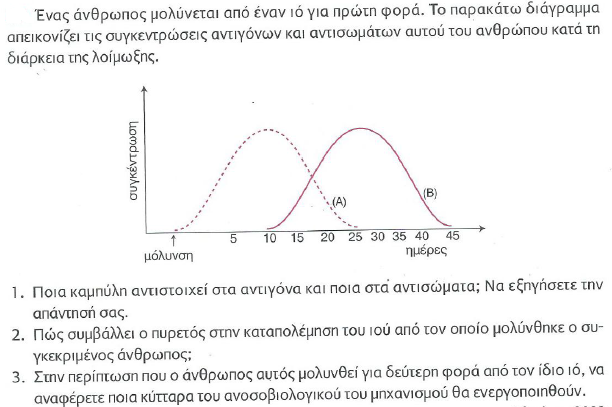 Ένας άνθρωπος μολύνεται από έναν ιό για πρώτη φορά. Το παρακάτω διάγραμμα
απεικονίζει τις συγκεντρώσεις αντιγόνων και αντισωμάτων αυτού του ανθρώπου κατά τη
διάρκεια της λοίμωξης.
συγκέντρωση
(A)
(B)
5 10 15 20 25 30 35 40 45
μόλυνση
ημέρες
1. Ποια καμπύλη αντιστοιχεί στα αντιγόνα και ποια στα αντισώματα; Να εξηγήσετε την
απάντησή σας.
2. Πώς συμβάλλει ο πυρετός στην καταπολέμηση του ιού από τον οποίο μολύνθηκε ο συ-
γκεκριμένος άνθρωπος;
3. Στην περίπτωση που ο άνθρωπος αυτός μολυνθεί για δεύτερη φορά από τον ίδιο ιό, να
αναφέρετε ποια κύτταρα του ανοσοβιολογικού του μηχανισμού θα ενεργοποιηθούν.